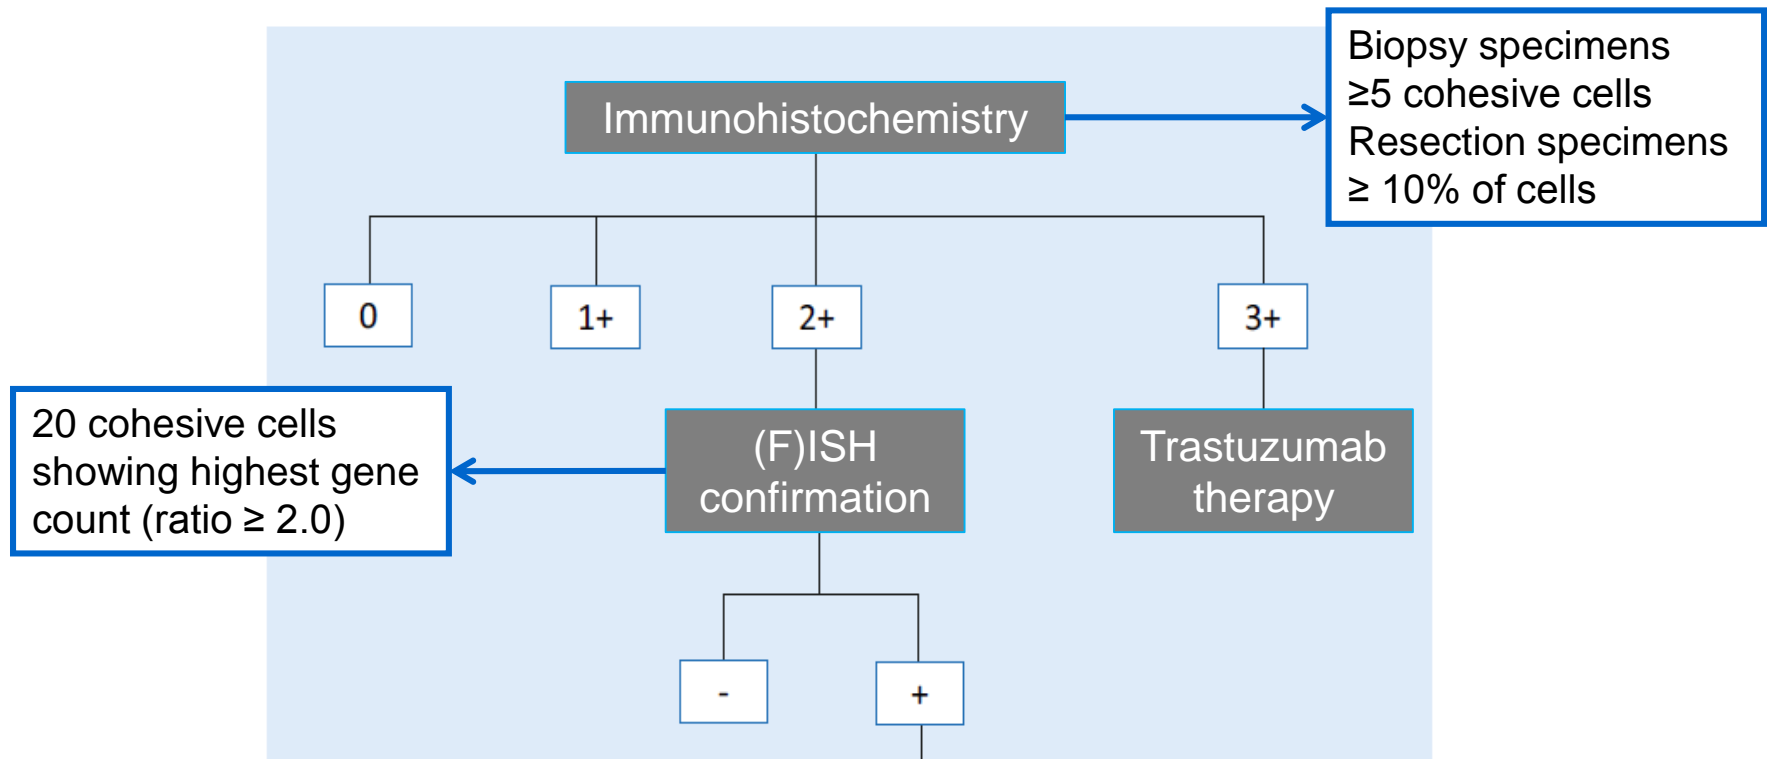 Biopsy specimens
≥5 cohesive cells
Resection specimens
≥ 10% of cells
Immunohistochemistry
0
1+
2+
3+
20 cohesive cells
showing highest gene
count (ratio ≥ 2.0)
(F)ISH
confirmation
Trastuzumab
therapy
-
+